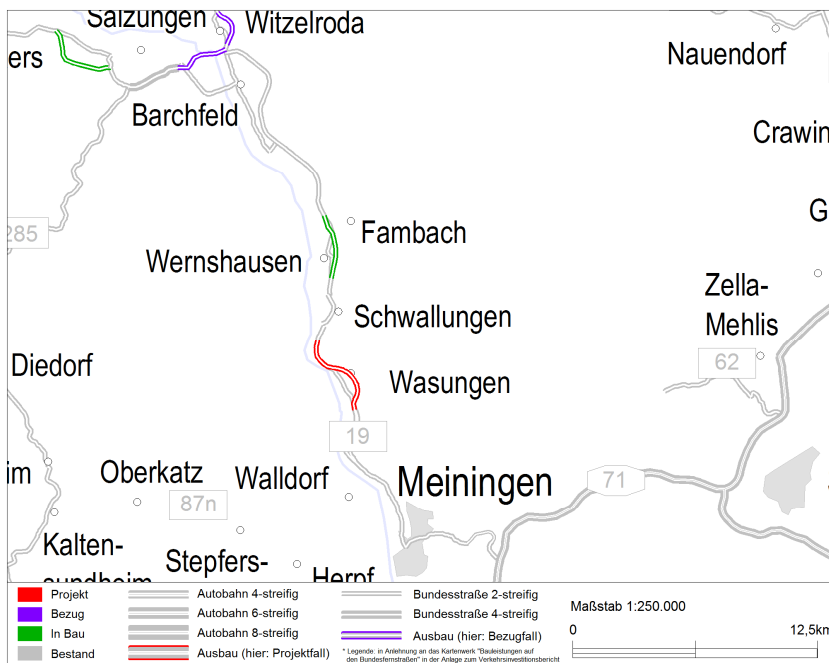 Salzungen
Witzelroda
ers
Nauendorf
Barchfeld
Crawin
G
285
Fambach
Wernshausen
Zella-
Mehlis
Schwallungen
62
Diedorf
Wasungen
19
im
Oberkatz
Walldorf
Meiningen
71
87n
Kalten-
sundheim
Stepfers-
Herpf
Projekt
Bezug
In Bau
Bestand
Autobahn 4-streifig
Autobahn 6-streifig
Autobahn 8-streifig
Ausbau (hier: Projektfall)
Bundesstraße 2-streifig
Bundesstraße 4-streifig
Ausbau (hier: Bezugfall)
* Legende: in Anlehnung an das Kartenwerk "Bauleistungen auf
den Bundesfernstraßen" in der Anlage zum Verkehrsinvestitionsbericht
Maßstab 1:250.000
0
12,5km